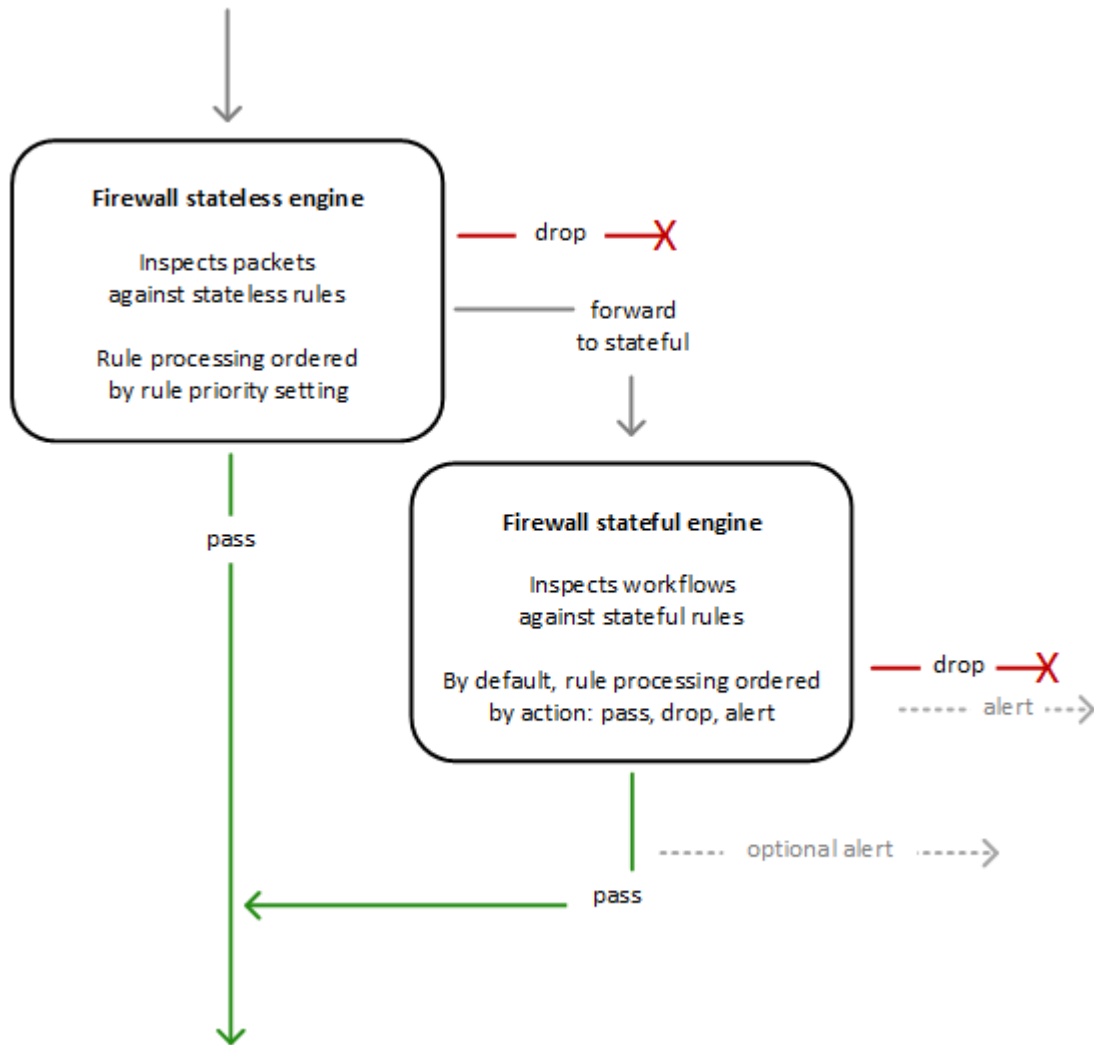 Firewall stateless engine
Inspects packets
against stateless rules
Rule processing ordered
by rule priority setting
drop
forward
to stateful
pass
Firewall stateful engine
Inspects workflows
against stateful rules
By default, rule processing ordered
by action: pass, drop, alert
drop
alert
optional alert
pass